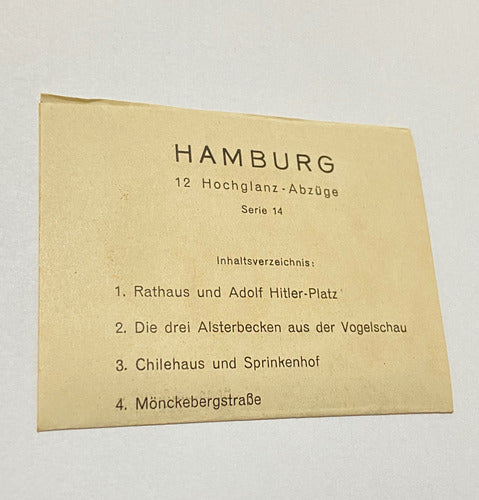 HAMBURG
12 Hochglanz-Abzüge
Serie 14
Inhaltsverzeichnis:
1. Rathaus und Adolf Hitler-Platz
2. Die drei Alsterbecken aus der Vogelschau
3. Chilehaus und Sprinkenhof
4. Mönckebergstraße